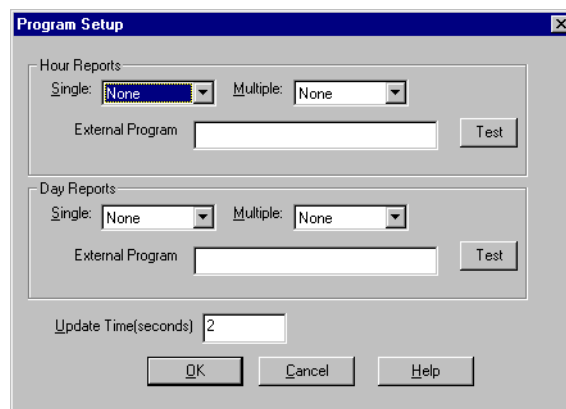 Program Setup
Hour Reports
Single: None Multiple: None
External Program Test
Day Reports
Single: None Multiple: None
External Program Test
Update Time(seconds) 2
OK Cancel Help